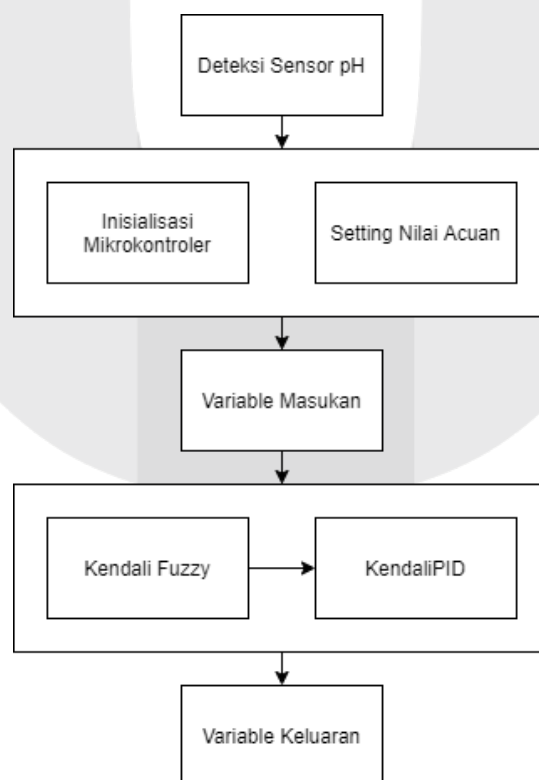 Deteksi Sensor pH
Inisialisasi
Mikrokontroler
Setting Nilai Acuan
Variable Masukan
Kendali Fuzzy
KendaliPID
Variable Keluaran